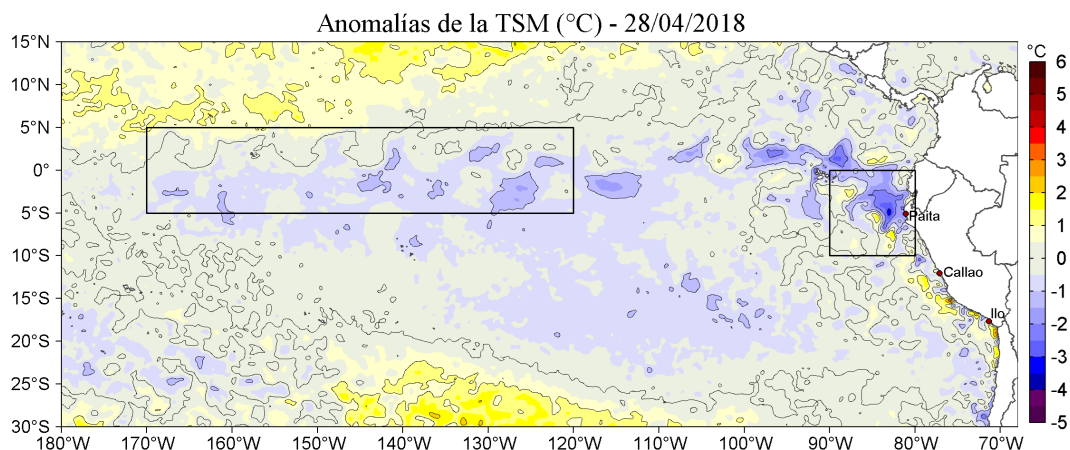 Anomalías de la TSM (°C) - 28/04/2018
15°N
10°N
5°N
0°
5°S
10°S
15°S
20°S
25°S
30°S
180°W
170°W
160°W
150°W
140°W
130°W
120°W
110°W
100°W
90°W
80°W
70°W
Paita
Callao
Ilo
°C
6
5
4
3
2
1
0
-1
-2
-3
-4
-5